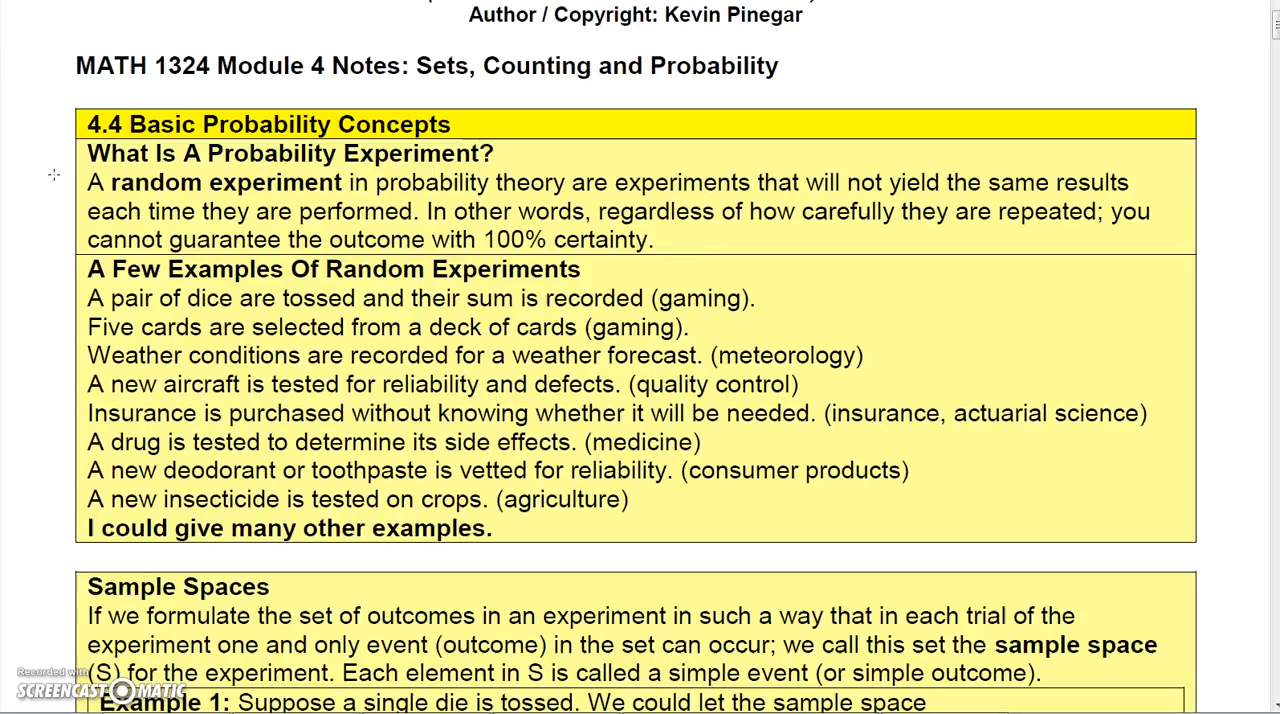 Author / Copyright: Kevin Pinegar
MATH 1324 Module 4 Notes: Sets, Counting and Probability
4.4 Basic Probability Concepts
What Is A Probability Experiment?
A random experiment in probability theory are experiments that will not yield the same results
each time they are performed. In other words, regardless of how carefully they are repeated; you
cannot guarantee the outcome with 100% certainty.
A Few Examples Of Random Experiments
A pair of dice are tossed and their sum is recorded (gaming).
Five cards are selected from a deck of cards (gaming).
Weather conditions are recorded for a weather forecast. (meteorology)
A new aircraft is tested for reliability and defects. (quality control)
Insurance is purchased without knowing whether it will be needed. (insurance, actuarial science)
A drug is tested to determine its side effects. (medicine)
A new deodorant or toothpaste is vetted for reliability. (consumer products)
A new insecticide is tested on crops. (agriculture)
I could give many other examples.
Sample Spaces
If we formulate the set of outcomes in an experiment in such a way that in each trial of the
experiment one and only event (outcome) in the set can occur; we call this set the sample space
(S) for the experiment. Each element in S is called a simple event (or simple outcome).
Example 1: Suppose a single die is tossed. We could let the sample space
Recorded with
SCREENCAST-O-MATIC